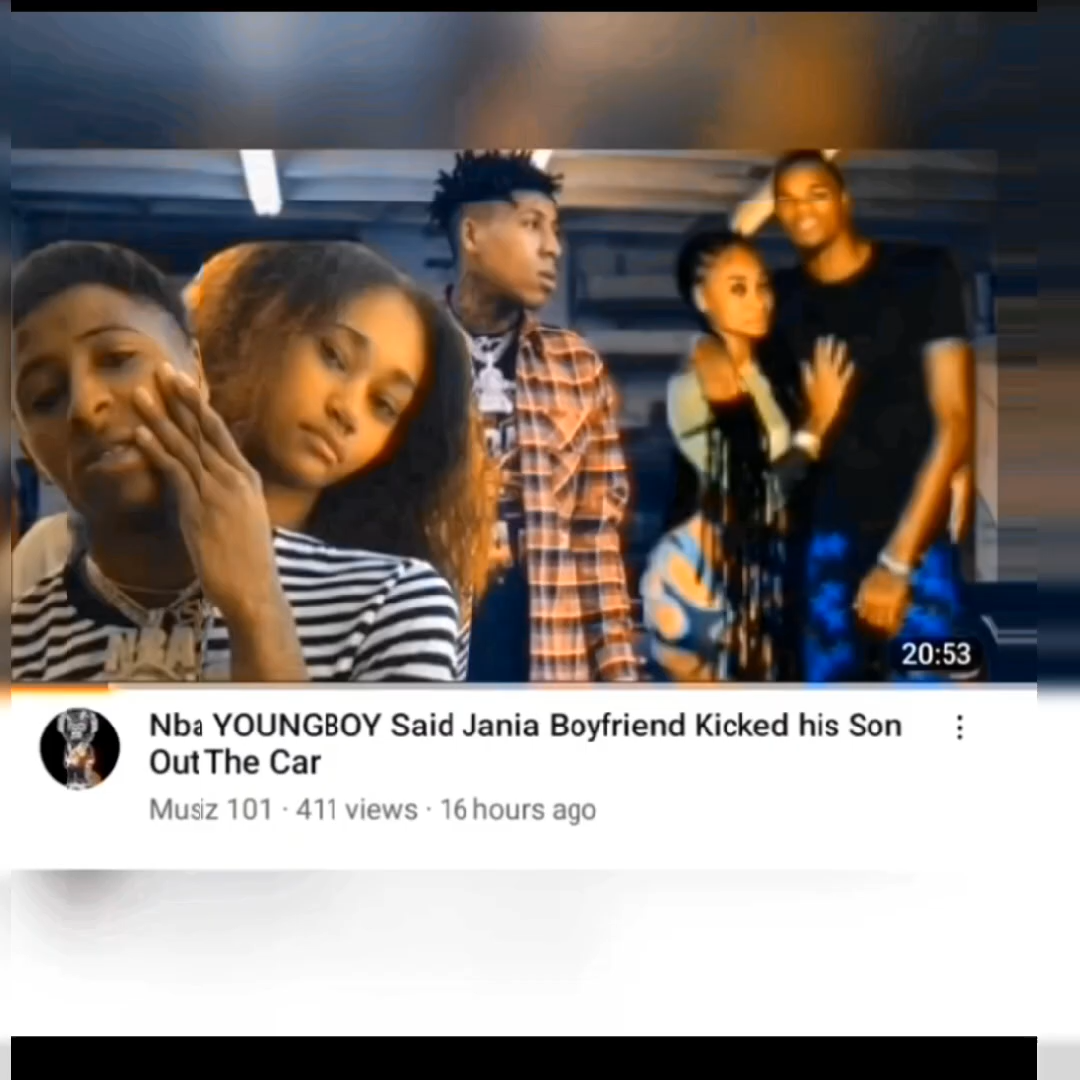 NBA
20:53
Nba YOUNGBOY Said Jania Boyfriend Kicked his Son
Out The Car
Musiz 101 · 411 views · 16 hours ago